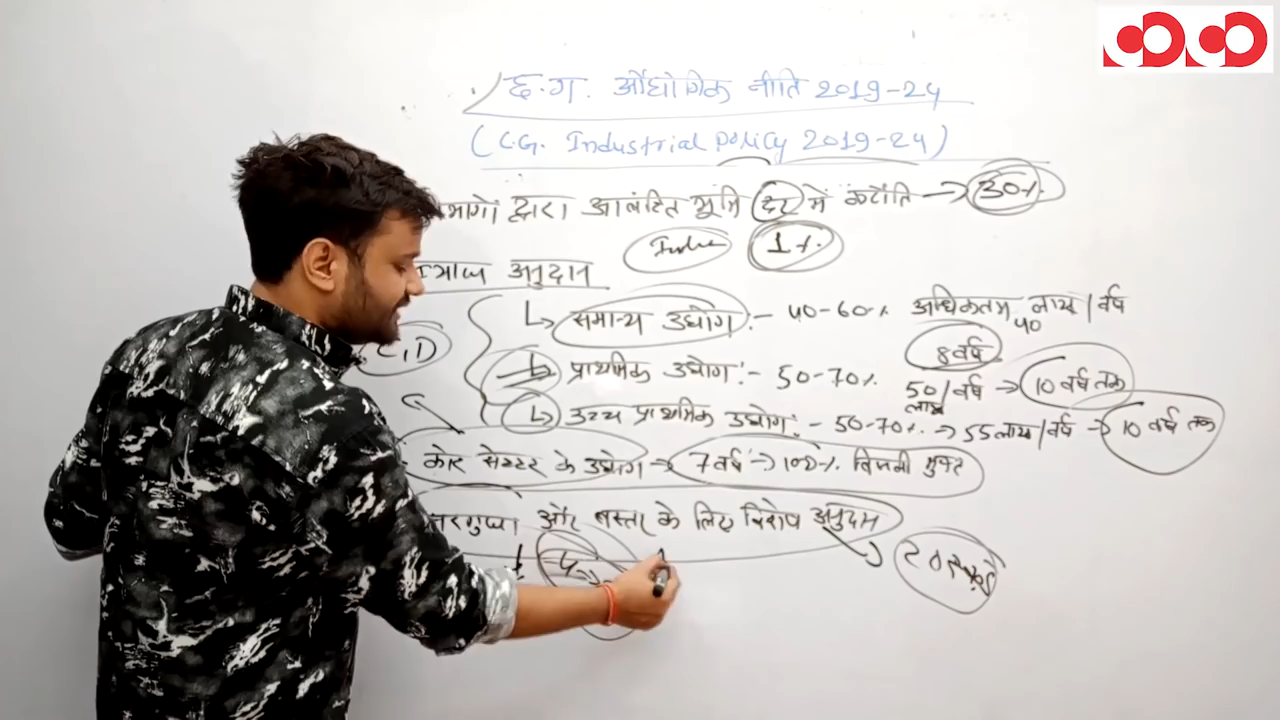 छ.ग. औद्योगिक नीति 2019-24
(C.G. Industrial Policy 2019-24)
द्वारा आवंटित भूमि दर में कटौति → 30%
1%
अनुदान
↳ समान्य उद्योग :- 40-60% अधिकतम 40 लाख/वर्ष
8 वर्ष
C, D
↳ प्राथमिक उद्योग :- 50-70% 50 लाख/वर्ष → 10 वर्ष तक
↳ उच्च प्राथमिक उद्योग :- 50-70% → 55 लाख/वर्ष → 10 वर्ष तक
कोर सेक्टर के उद्योग → 7 वर्ष → 100% बिजली मुक्त
और बस्तर के लिए विशेष अनुदान